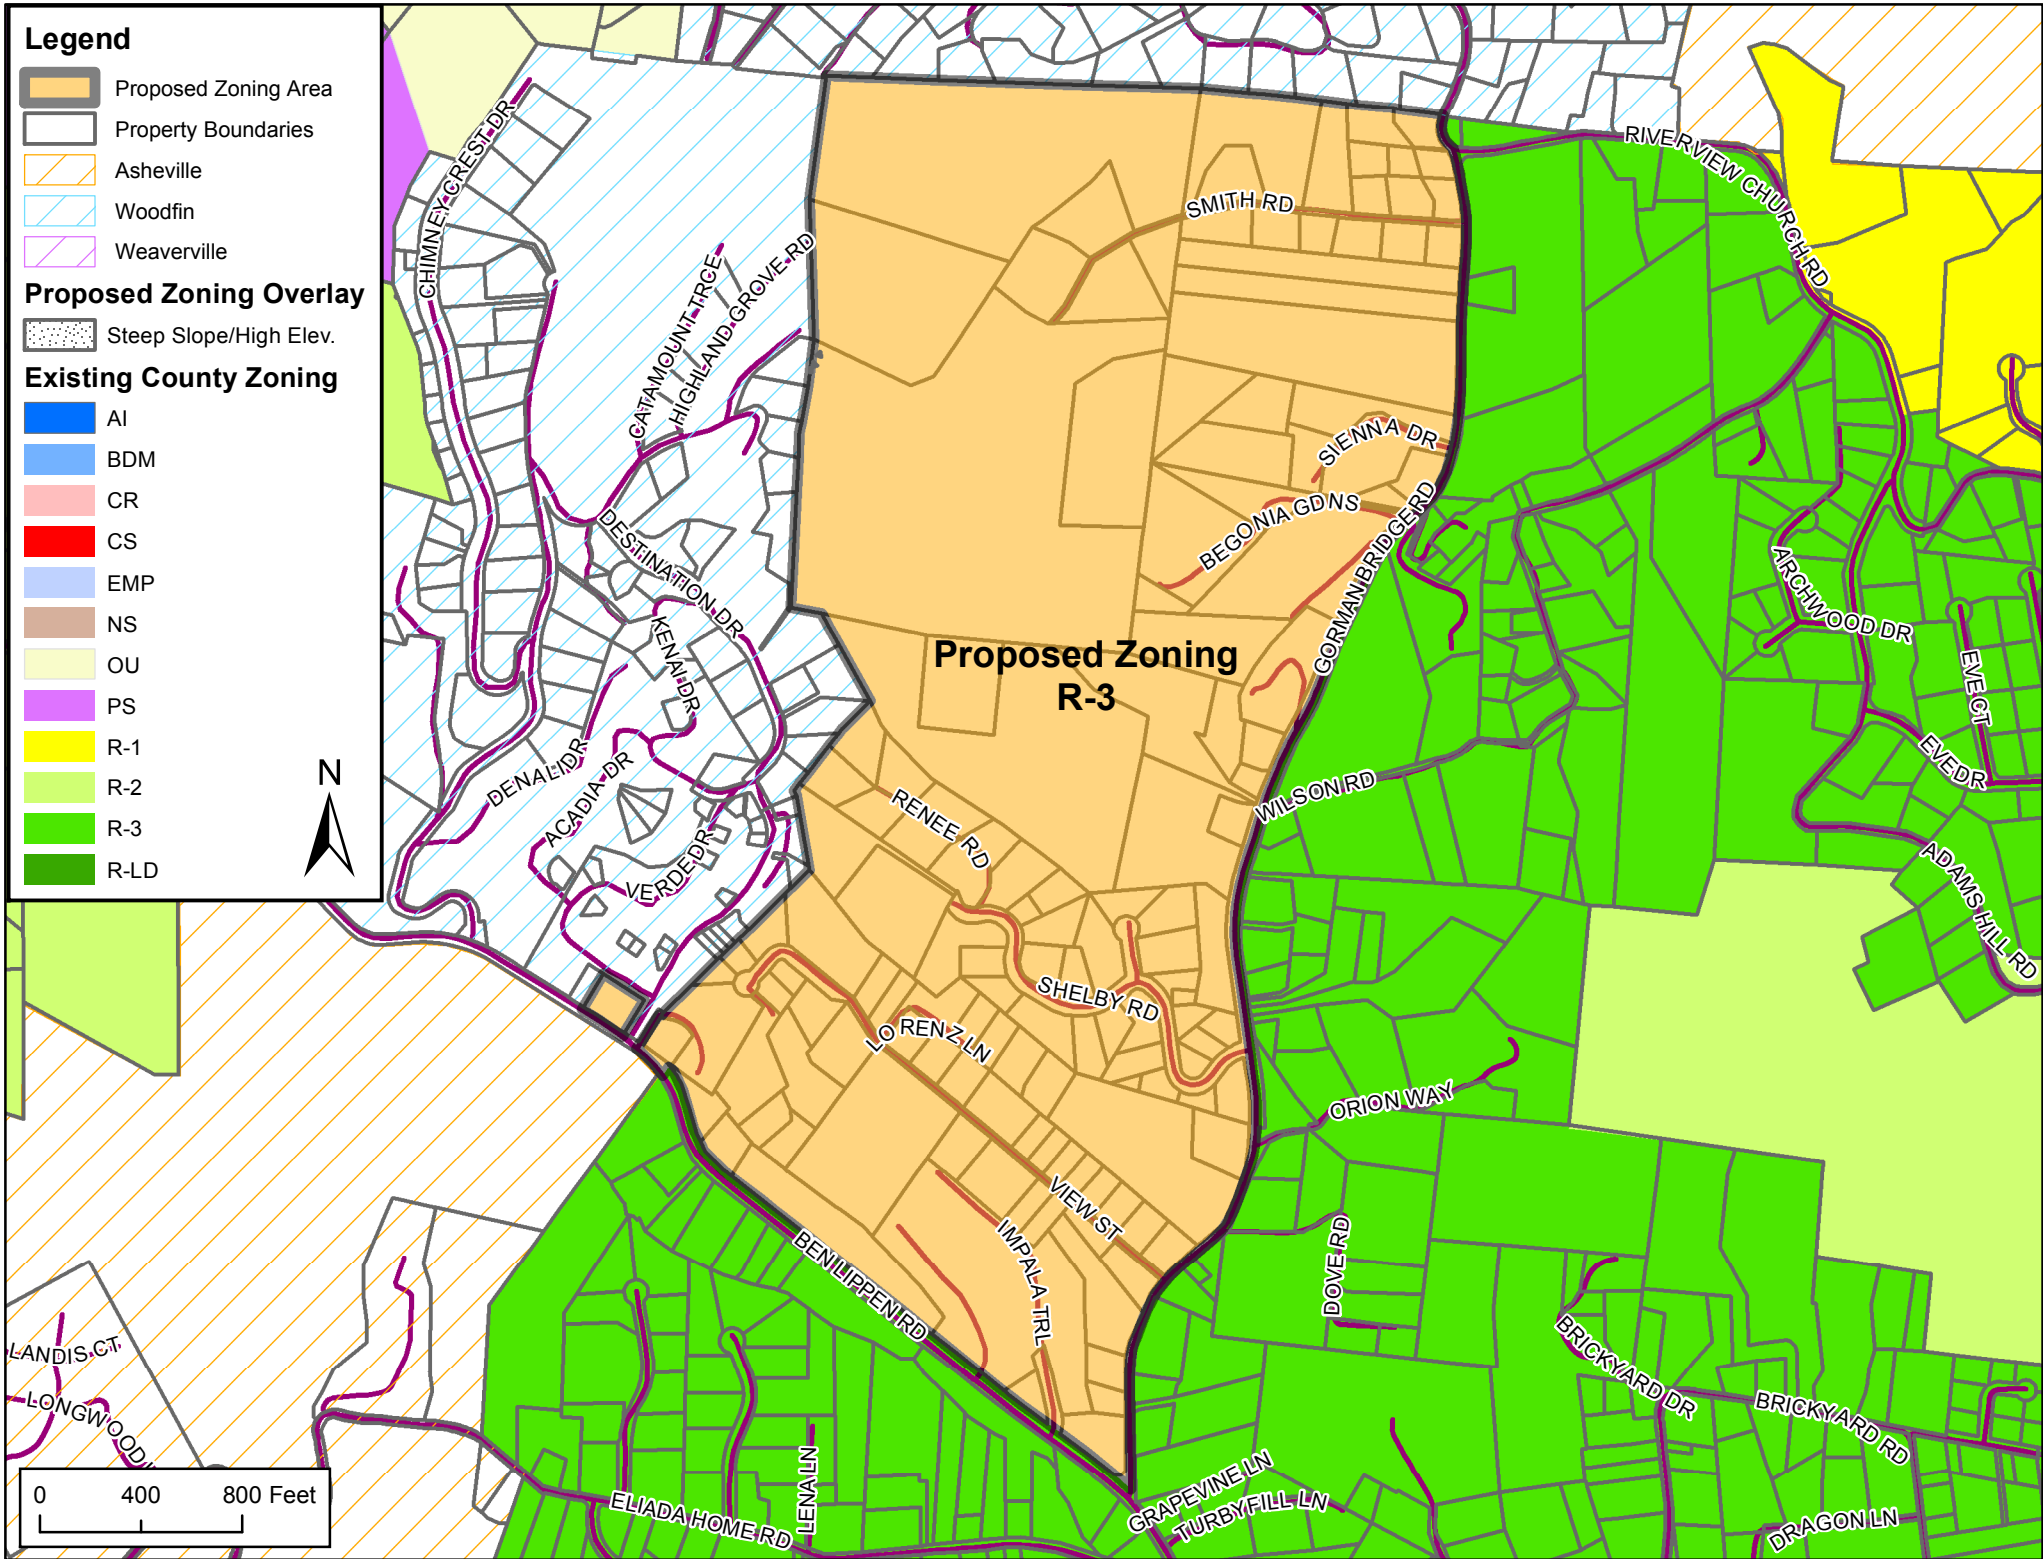 Legend
Proposed Zoning Area
Property Boundaries
Asheville
Woodfin
Weaverville
Proposed Zoning Overlay
Steep Slope/High Elev.
Existing County Zoning
AI
BDM
CR
CS
EMP
NS
OU
PS
R-1
R-2
R-3
R-LD
N
CHIMNEY CREST DR
CATAMOUNT TRCE
HIGHLAND GROVE RD
DESTINATION DR
KENAI DR
DENALI DR
ACADIA DR
VERDE DR
SMITH RD
RIVERVIEW CHURCH RD
SIENNA DR
BEGONIA GDNS
GORMAN BRIDGE RD
Proposed Zoning
R-3
ARCHWOOD DR
EVE CT
EVE DR
WILSON RD
RENEE RD
ADAMS HILL RD
SHELBY RD
LORENZ LN
ORION WAY
VIEW ST
IMPALA TRL
DOVE RD
BEN LIPPEN RD
BRICKYARD DR
BRICKYARD RD
LANDIS CT
LONGWOOD
ELIADA HOME RD
LENA LN
GRAPEVINE LN
TURBYFILL LN
DRAGON LN
0 400 800 Feet